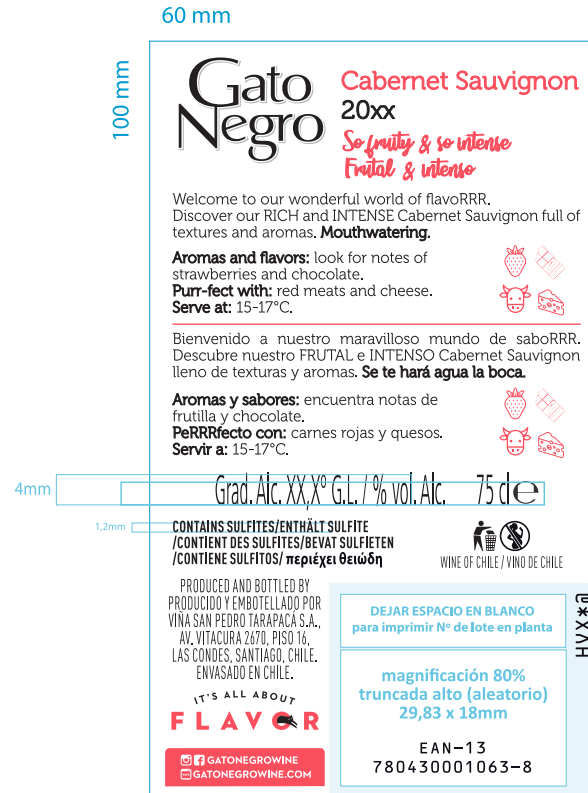 60 mm
100 mm
Gato
Negro
Cabernet Sauvignon
20xx
So fruity & so intense
Frutal & intenso
Welcome to our wonderful world of flavoRRR.
Discover our RICH and INTENSE Cabernet Sauvignon full of
textures and aromas. Mouthwatering.
Aromas and flavors: look for notes of
strawberries and chocolate.
Purr-fect with: red meats and cheese.
Serve at: 15-17°C.
Bienvenido a nuestro maravilloso mundo de saboRRR.
Descubre nuestro FRUTAL e INTENSO Cabernet Sauvignon
lleno de texturas y aromas. Se te hará agua la boca.
Aromas y sabores: encuentra notas de
frutilla y chocolate.
PeRRRfecto con: carnes rojas y quesos.
Servir a: 15-17°C.
4mm
Grad. Alc. XX,Xº G.L. / % vol. Alc. 75 cl e
1,2mm
CONTAINS SULFITES/ENTHÄLT SULFITE
/CONTIENT DES SULFITES/BEVAT SULFIETEN
/CONTIENE SULFITOS/ περιέχει θειώδη
WINE OF CHILE / VINO DE CHILE
PRODUCED AND BOTTLED BY
PRODUCIDO Y EMBOTELLADO POR
VIÑA SAN PEDRO TARAPACÁ S.A.,
AV. VITACURA 2670, PISO 16,
LAS CONDES, SANTIAGO, CHILE.
ENVASADO EN CHILE.
IT'S ALL ABOUT
FLAVOR
GATONEGROWINE
GATONEGROWINE.COM
DEJAR ESPACIO EN BLANCO
para imprimir Nº de lote en planta
magnificación 80%
truncada alto (aleatorio)
29,83 x 18mm
EAN-13
780430001063-8